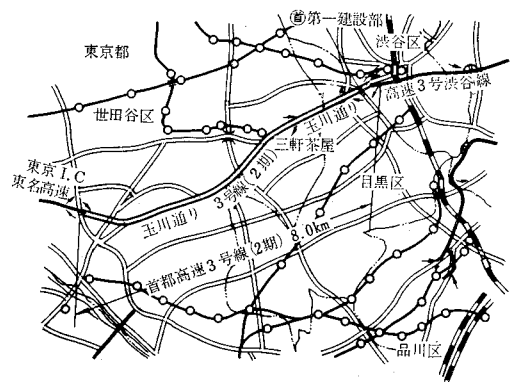 ㊞第一建設部
渋谷区
東京都
高速3号渋谷線
玉川通り
世田谷区
三軒茶屋
東京I.C
東名高速
3号線(2期)
目黒区
玉川通り
8.0km
首都高速3号線(2期)
品川区